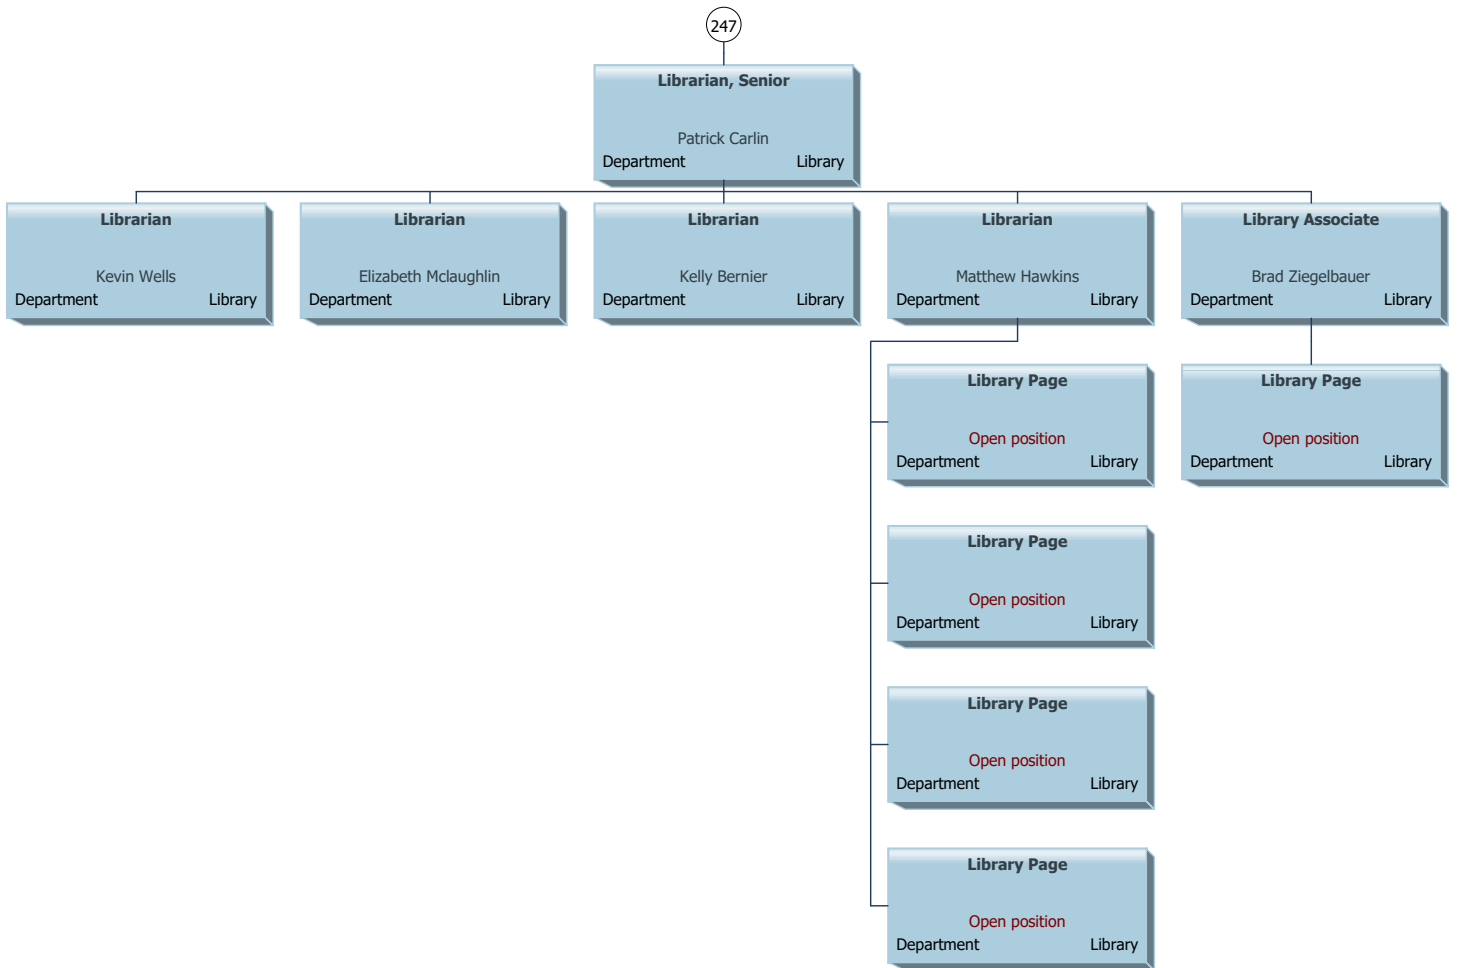 247
Librarian, Senior
Patrick Carlin
Department Library
Librarian
Kevin Wells
Department Library
Librarian
Elizabeth Mclaughlin
Department Library
Librarian
Kelly Bernier
Department Library
Librarian
Matthew Hawkins
Department Library
Library Associate
Brad Ziegelbauer
Department Library
Library Page
Open position
Department Library
Library Page
Open position
Department Library
Library Page
Open position
Department Library
Library Page
Open position
Department Library
Library Page
Open position
Department Library